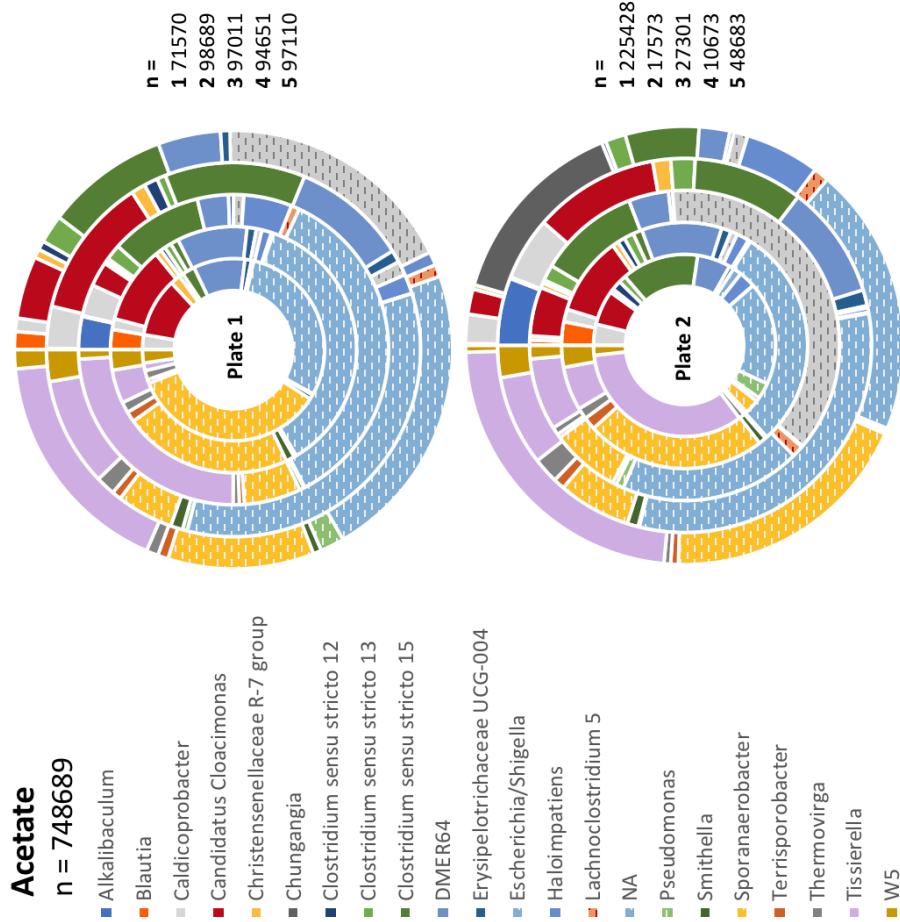 Acetate
n = 748689
Alkalibaculum
Blautia
Caldicoprobacter
Candidatus Cloacimonas
Christensenellaceae R-7 group
Chungangia
Clostridium sensu stricto 12
Clostridium sensu stricto 13
Clostridium sensu stricto 15
DMER64
Erysipelotrichaceae UCG-004
Escherichia/Shigella
Haloimpatiens
Lachnoclostridium 5
NA
Pseudomonas
Smithella
Sporanaerobacter
Terrisporobacter
Thermovirga
Tissierella
W5
Plate 1
n =
1 71570
2 98689
3 97011
4 94651
5 97110
Plate 2
n =
1 225428
2 17573
3 27301
4 10673
5 48683